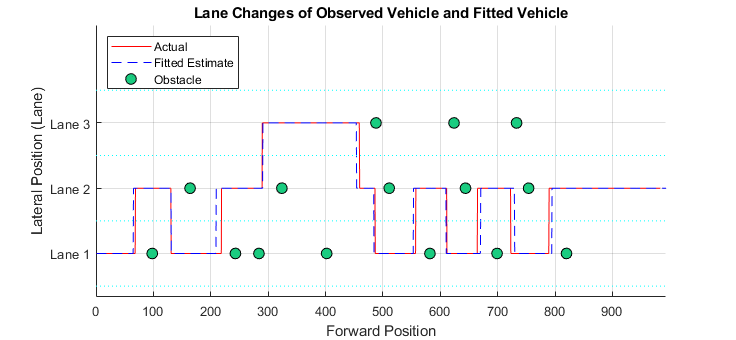 Lane Changes of Observed Vehicle and Fitted Vehicle
Actual
Fitted Estimate
Obstacle
Lateral Position (Lane)
Lane 3
Lane 2
Lane 1
0 100 200 300 400 500 600 700 800 900
Forward Position